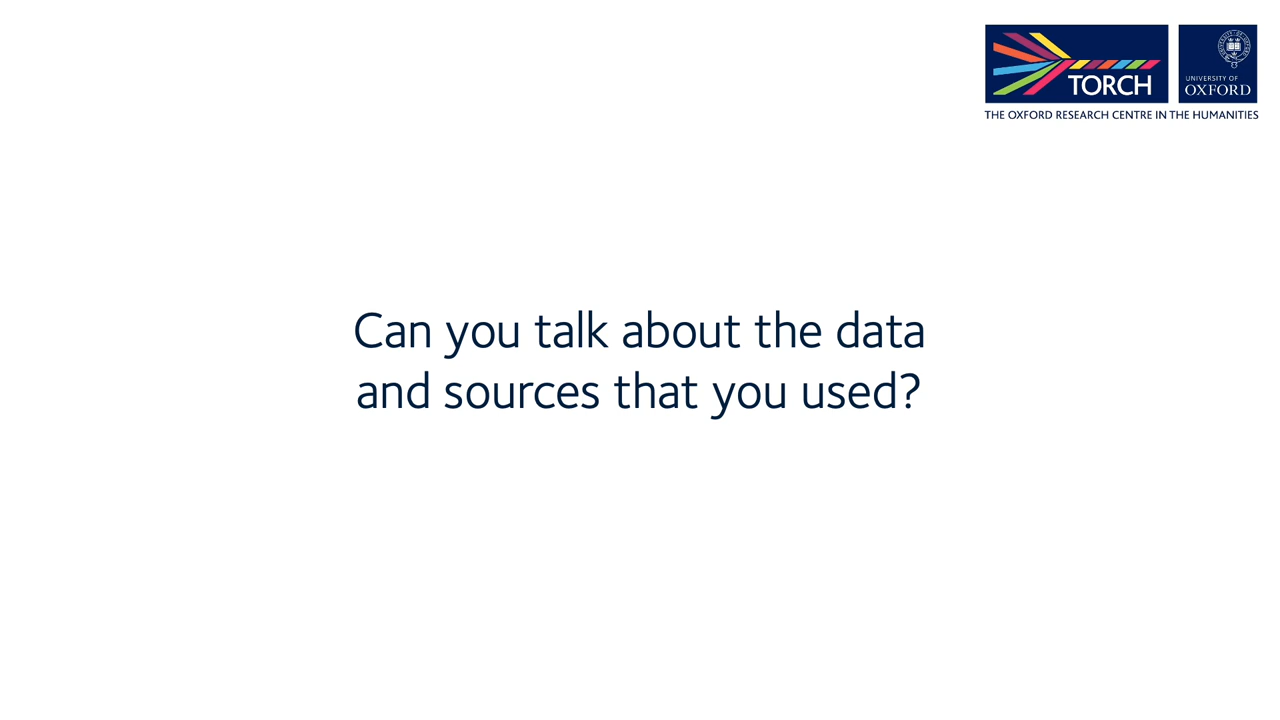 TORCH
UNIVERSITY OF
OXFORD
THE OXFORD RESEARCH CENTRE IN THE HUMANITIES
Can you talk about the data
and sources that you used?